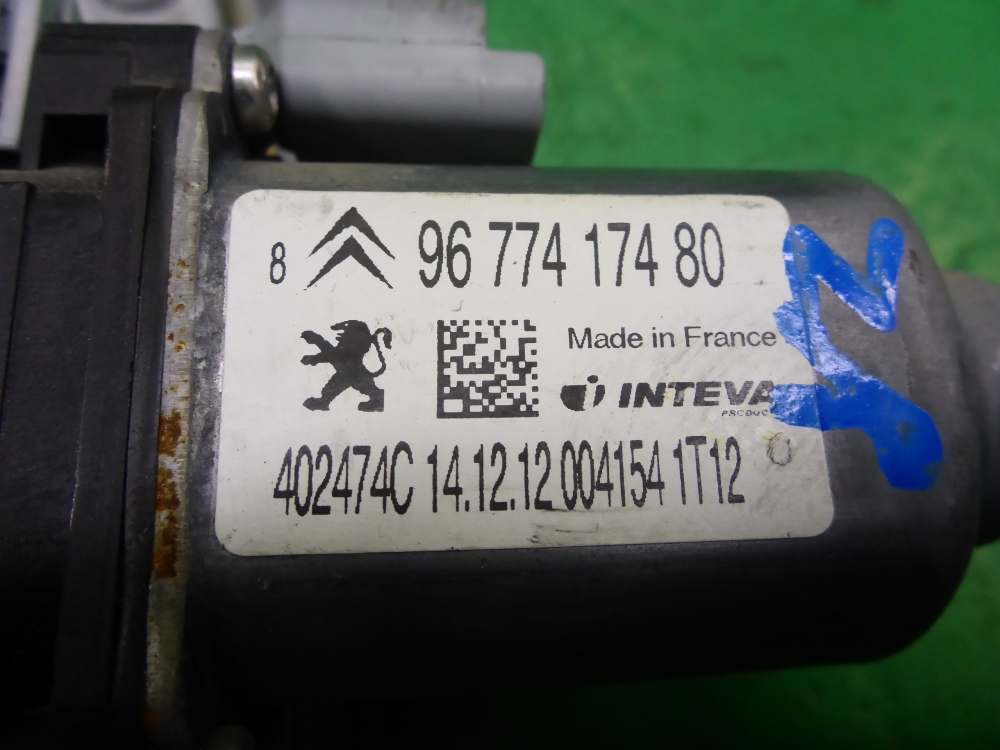 8 96 774 174 80
Made in France
INTEVA
402474C 14.12.12 004154 1T12